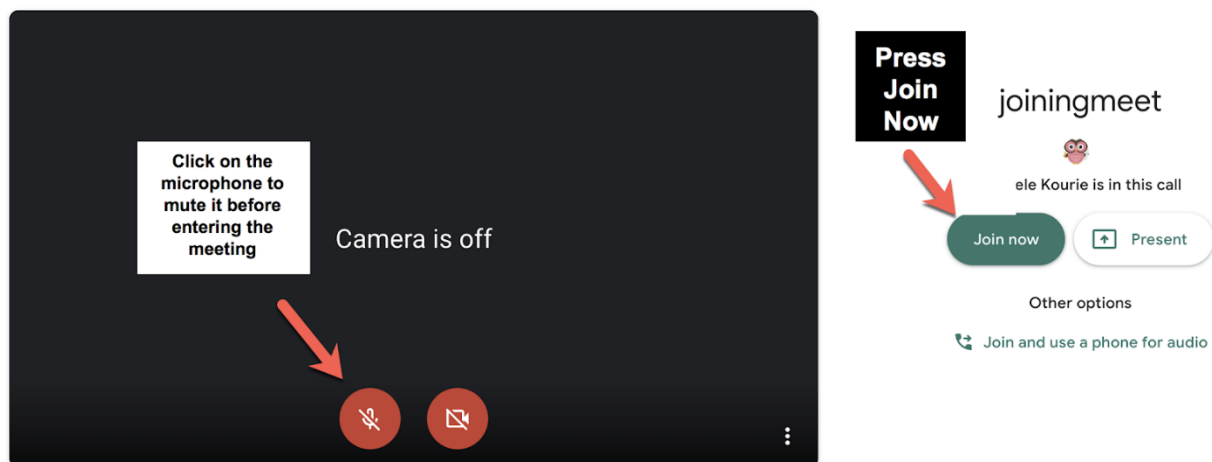 Click on the
microphone to
mute it before
entering the
meeting
Camera is off
Press
Join
Now
joiningmeet
ele Kourie is in this call
Join now
Present
Other options
Join and use a phone for audio